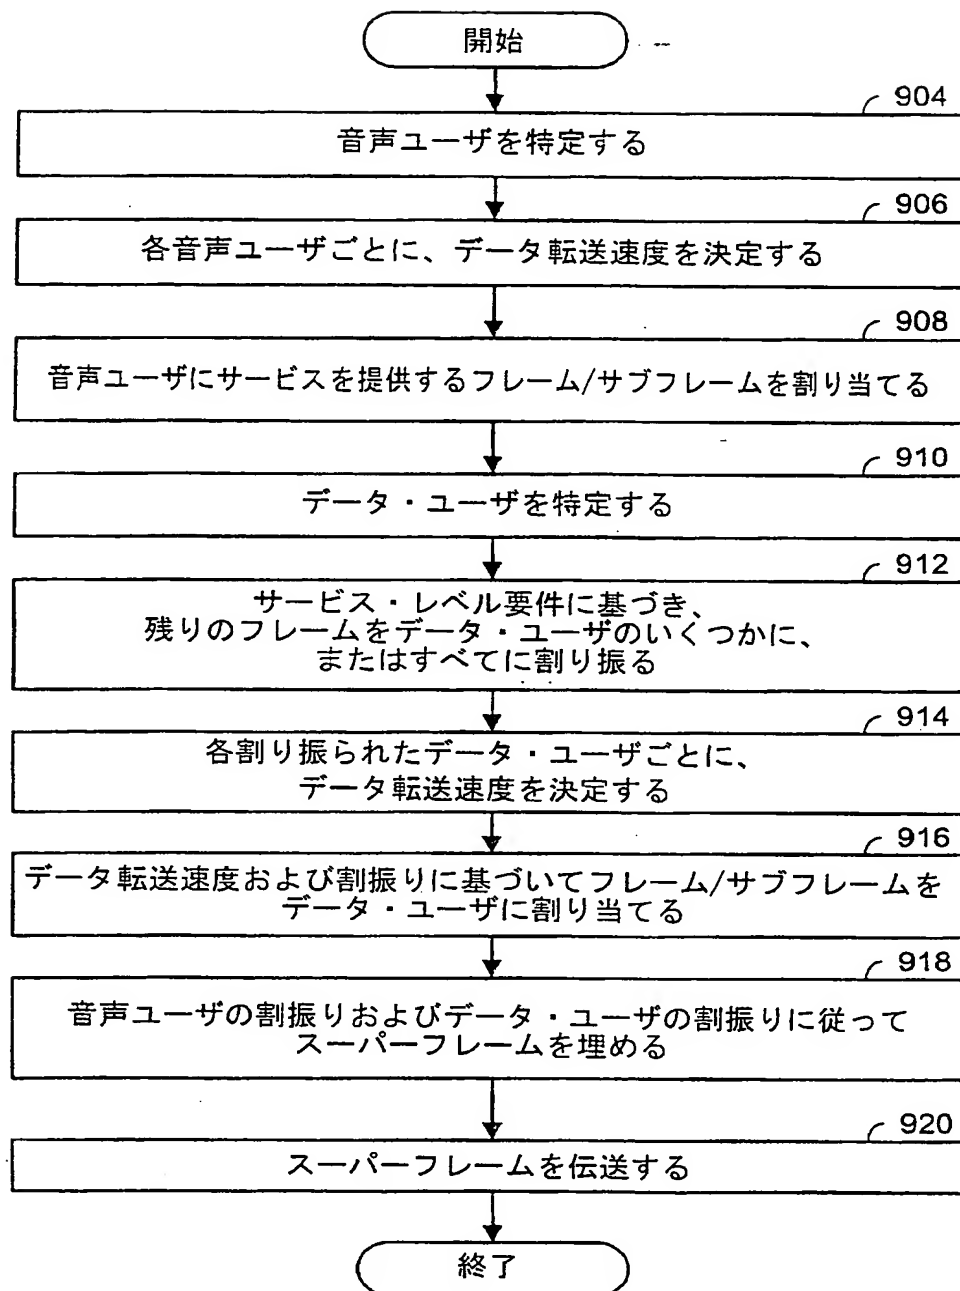 開始
904
音声ユーザを特定する
906
各音声ユーザごとに、データ転送速度を決定する
908
音声ユーザにサービスを提供するフレーム/サブフレームを割り当てる
910
データ・ユーザを特定する
912
サービス・レベル要件に基づき、
残りのフレームをデータ・ユーザのいくつかに、
またはすべてに割り振る
914
各割り振られたデータ・ユーザごとに、
データ転送速度を決定する
916
データ転送速度および割振りに基づいてフレーム/サブフレームを
データ・ユーザに割り当てる
918
音声ユーザの割振りおよびデータ・ユーザの割振りに従って
スーパーフレームを埋める
920
スーパーフレームを伝送する
終了